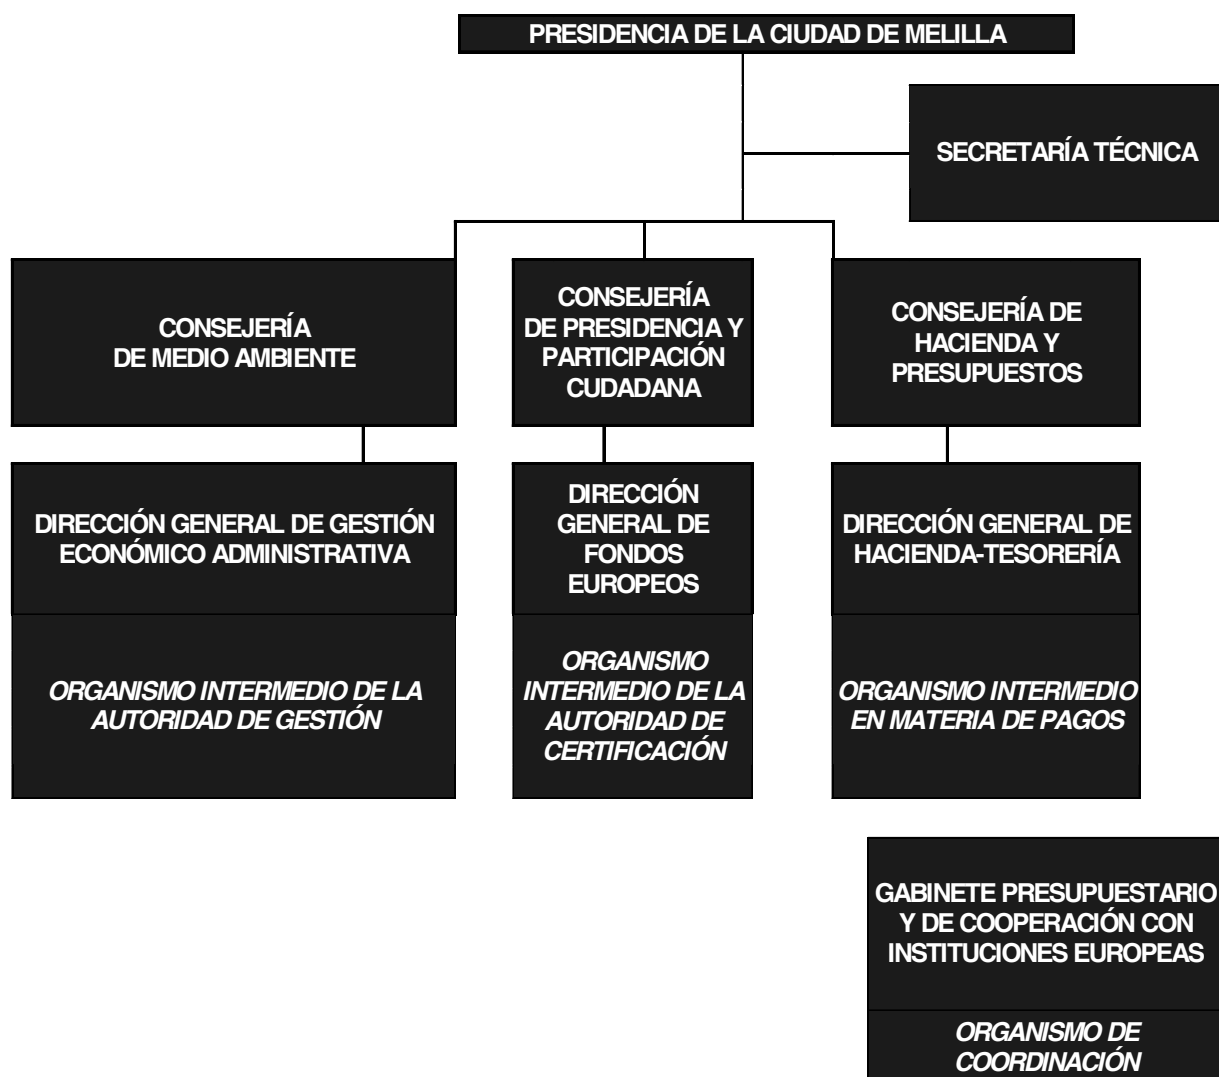 PRESIDENCIA DE LA CIUDAD DE MELILLA
SECRETARÍA TÉCNICA
CONSEJERÍA
DE MEDIO AMBIENTE
CONSEJERÍA
DE PRESIDENCIA Y
PARTICIPACIÓN
CUDADANA
CONSEJERÍA DE
HACIENDA Y
PRESUPUESTOS
DIRECCIÓN GENERAL DE GESTIÓN
ECONÓMICO ADMINISTRATIVA
DIRECCIÓN
GENERAL DE
FONDOS
EUROPEOS
DIRECCIÓN GENERAL DE
HACIENDA-TESORERÍA
ORGANISMO INTERMEDIO DE LA
AUTORIDAD DE GESTIÓN
ORGANISMO
INTERMEDIO DE LA
AUTORIDAD DE
CERTIFICACIÓN
ORGANISMO INTERMEDIO
EN MATERIA DE PAGOS
GABINETE PRESUPUESTARIO
Y DE COOPERACIÓN CON
INSTITUCIONES EUROPEAS
ORGANISMO DE
COORDINACIÓN